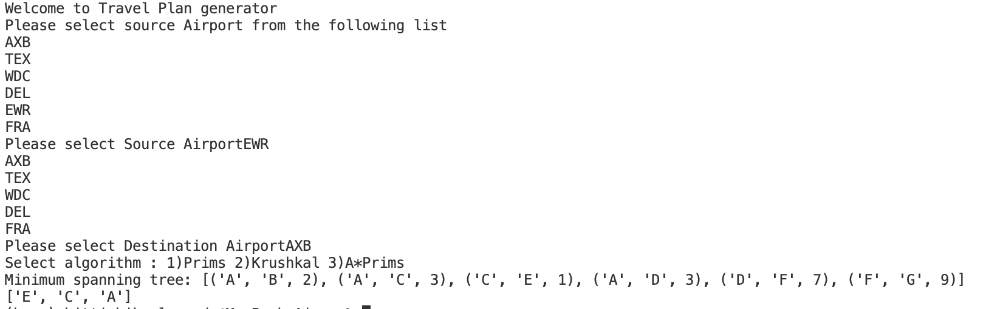 Welcome to Travel Plan generator
Please select source Airport from the following list
AXB
TEX
WDC
DEL
EWR
FRA
Please select Source AirportEWR
AXB
TEX
WDC
DEL
FRA
Please select Destination AirportAXB
Select algorithm : 1)Prims 2)Krushkal 3)A*Prims
Minimum spanning tree: [('A', 'B', 2), ('A', 'C', 3), ('C', 'E', 1), ('A', 'D', 3), ('D', 'F', 7), ('F', 'G', 9)]
['E', 'C', 'A']